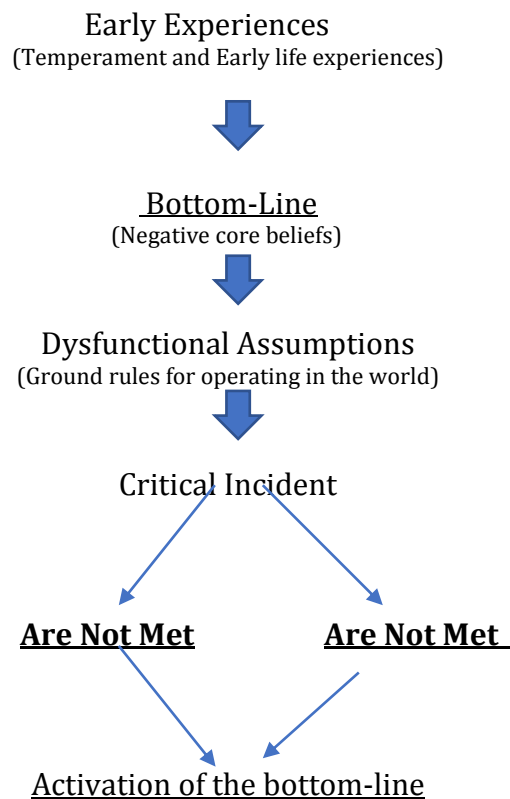 Early Experiences
(Temperament and Early life experiences)
Bottom-Line
(Negative core beliefs)
Dysfunctional Assumptions
(Ground rules for operating in the world)
Critical Incident
Are Not Met Are Not Met
Activation of the bottom-line